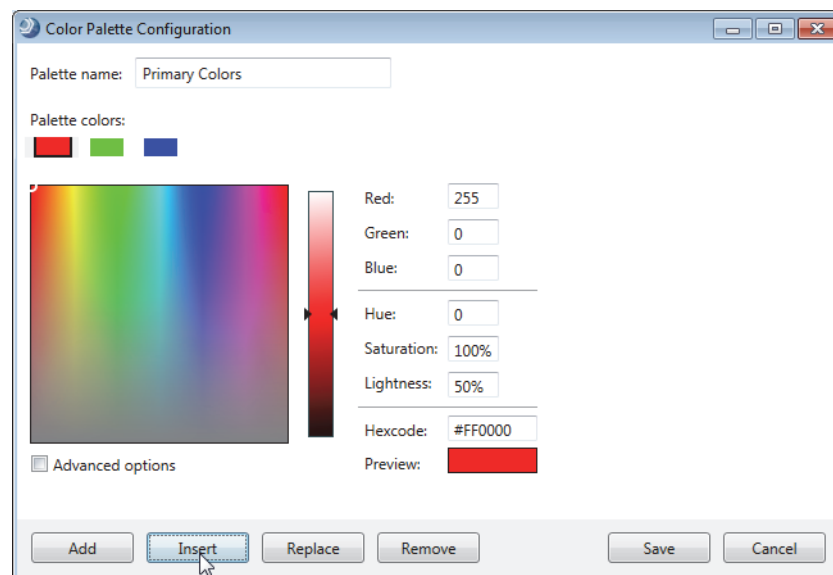 Color Palette Configuration
Palette name: Primary Colors
Palette colors:
Red: 255
Green: 0
Blue: 0
Hue: 0
Saturation: 100%
Lightness: 50%
Hexcode: #FF0000
Preview:
Advanced options
Add Insert Replace Remove Save Cancel